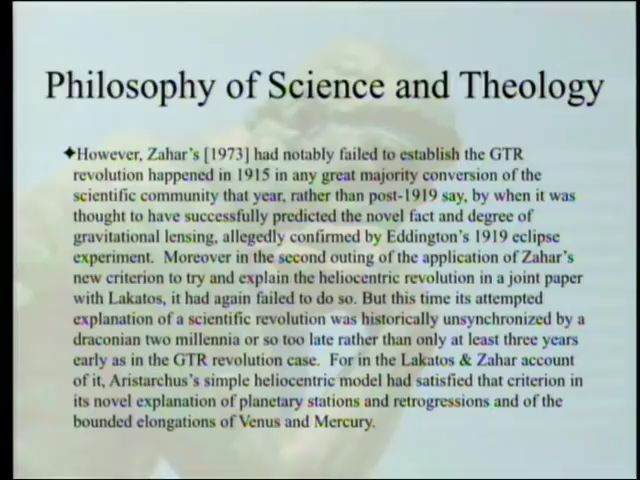 Philosophy of Science and Theology
✦However, Zahar's [1973] had notably failed to establish the GTR
revolution happened in 1915 in any great majority conversion of the
scientific community that year, rather than post-1919 say, by when it was
thought to have successfully predicted the novel fact and degree of
gravitational lensing, allegedly confirmed by Eddington's 1919 eclipse
experiment. Moreover in the second outing of the application of Zahar's
new criterion to try and explain the heliocentric revolution in a joint paper
with Lakatos, it had again failed to do so. But this time its attempted
explanation of a scientific revolution was historically unsynchronized by a
draconian two millennia or so too late rather than only at least three years
early as in the GTR revolution case. For in the Lakatos & Zahar account
of it, Aristarchus's simple heliocentric model had satisfied that criterion in
its novel explanation of planetary stations and retrogressions and of the
bounded elongations of Venus and Mercury.